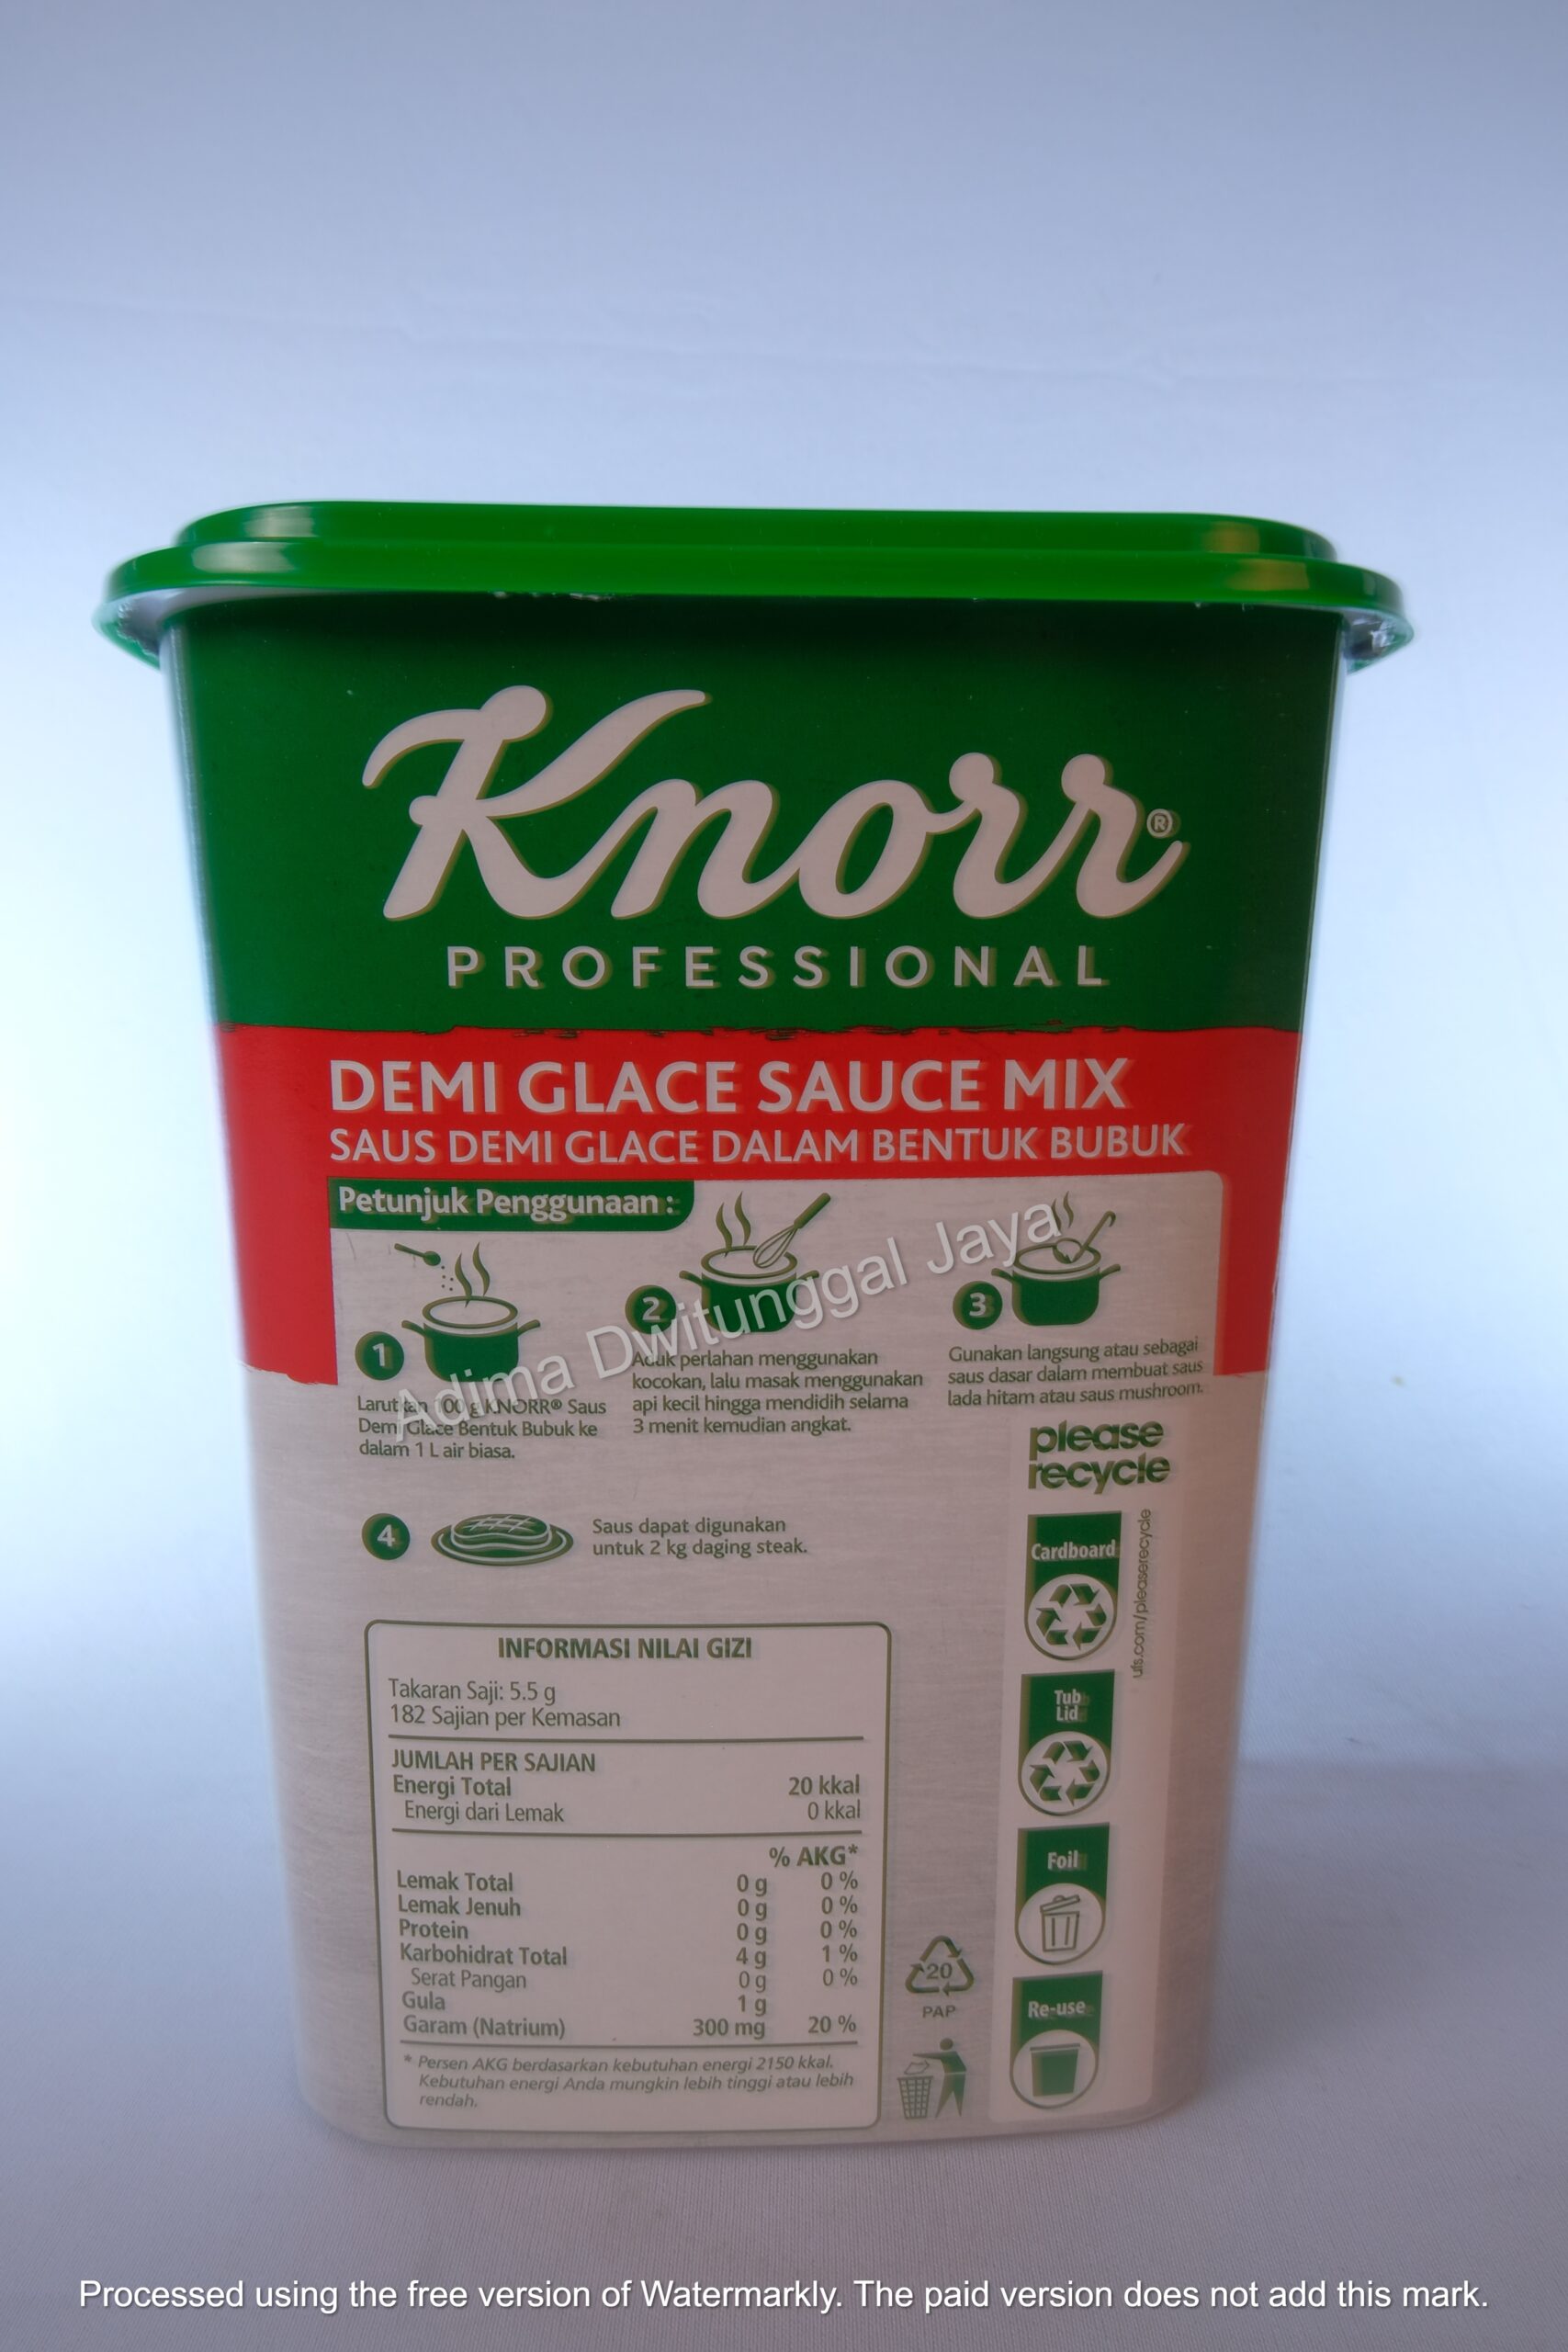 Knorr®
PROFESSIONAL
DEMI GLACE SAUCE MIX
SAUS DEMI GLACE DALAM BENTUK BUBUK
Petunjuk Penggunaan :
1
Larutkan 100 g KNORR® Saus
Demi Glace Bentuk Bubuk ke
dalam 1 L air biasa.
2
Aduk perlahan menggunakan
kocokan, lalu masak menggunakan
api kecil hingga mendidih selama
3 menit kemudian angkat.
3
Gunakan langsung atau sebagai
saus dasar dalam membuat saus
lada hitam atau saus mushroom.
Adima Dwitunggal Jaya
4
Saus dapat digunakan
untuk 2 kg daging steak.
please
recycle
Cardboard
ufs.com/pleaserecycle
Tub
Lid
Foil
Re-use
INFORMASI NILAI GIZI
Takaran Saji: 5.5 g
182 Sajian per Kemasan
JUMLAH PER SAJIAN
Energi Total 20 kkal
Energi dari Lemak 0 kkal
% AKG*
Lemak Total 0 g 0 %
Lemak Jenuh 0 g 0 %
Protein 0 g 0 %
Karbohidrat Total 4 g 1 %
Serat Pangan 0 g 0 %
Gula 1 g
Garam (Natrium) 300 mg 20 %
* Persen AKG berdasarkan kebutuhan energi 2150 kkal.
Kebutuhan energi Anda mungkin lebih tinggi atau lebih
rendah.
20
PAP
Processed using the free version of Watermarkly. The paid version does not add this mark.